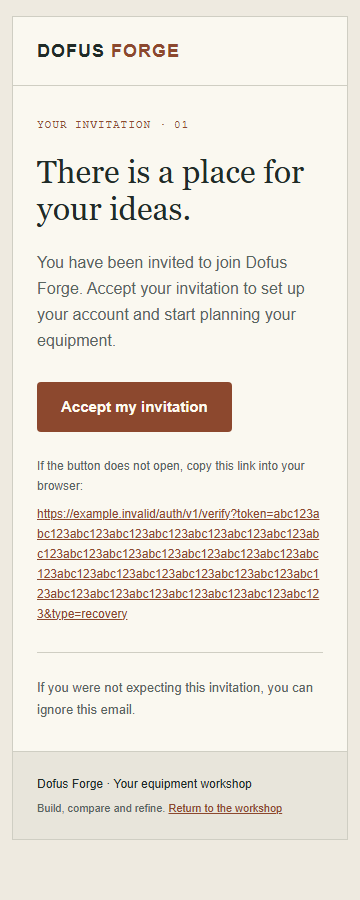 DOFUS FORGE
YOUR INVITATION · 01
There is a place for
your ideas.
You have been invited to join Dofus
Forge. Accept your invitation to set up
your account and start planning your
equipment.
Accept my invitation
If the button does not open, copy this link into your
browser:
https://example.invalid/auth/v1/verify?token=abc123a
bc123abc123abc123abc123abc123abc123abc123ab
c123abc123abc123abc123abc123abc123abc123abc
123abc123abc123abc123abc123abc123abc123abc1
23abc123abc123abc123abc123abc123abc123abc12
3&type=recovery
If you were not expecting this invitation, you can
ignore this email.
Dofus Forge · Your equipment workshop
Build, compare and refine. Return to the workshop